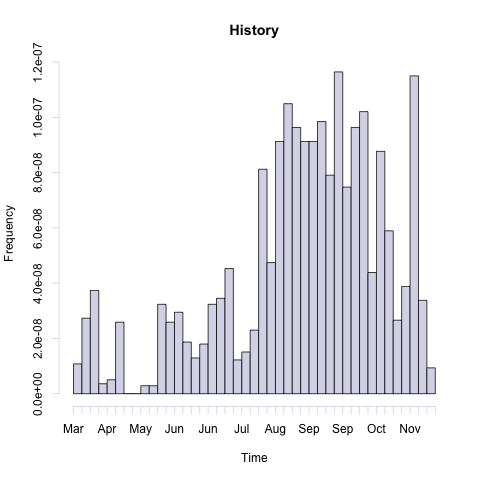 History
Frequency
1.2e-07
1.0e-07
8.0e-08
6.0e-08
4.0e-08
2.0e-08
0.0e+00
Mar Apr May Jun Jun Jul Aug Sep Sep Oct Nov
Time